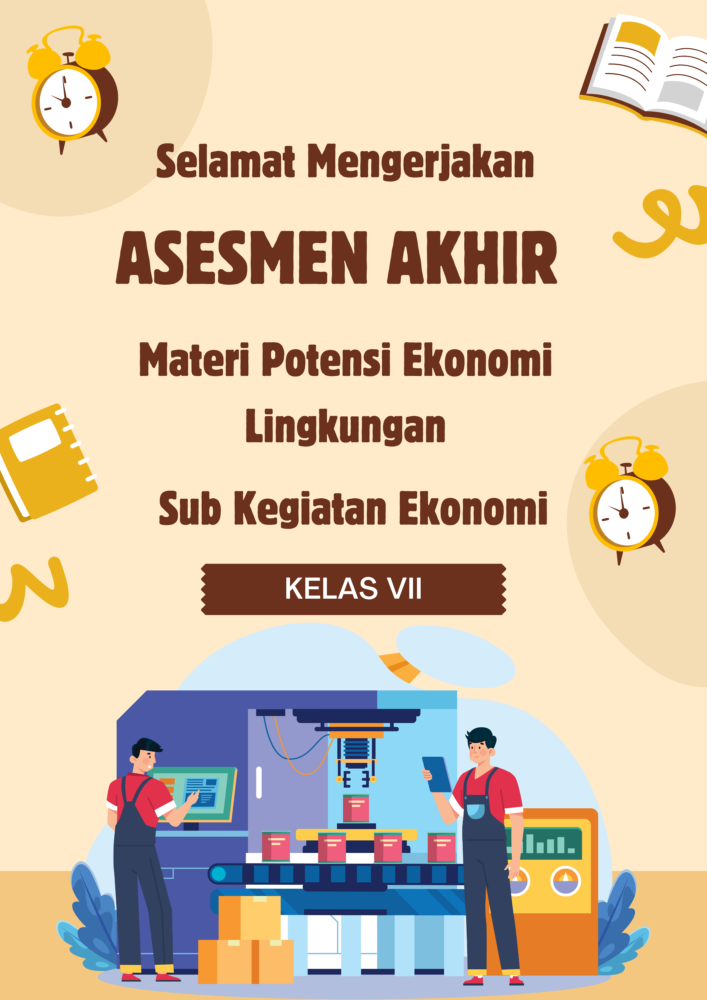 Selamat Mengerjakan
ASESMEN AKHIR
Materi Potensi Ekonomi
Lingkungan
Sub Kegiatan Ekonomi
KELAS VII